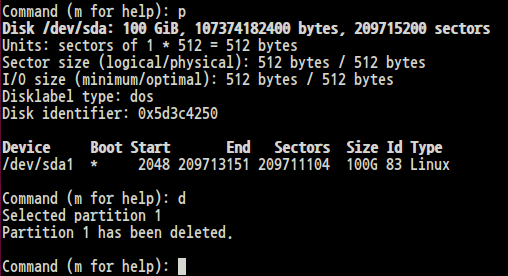 Command (m for help): p
Disk /dev/sda: 100 GiB, 107374182400 bytes, 209715200 sectors
Units: sectors of 1 * 512 = 512 bytes
Sector size (logical/physical): 512 bytes / 512 bytes
I/O size (minimum/optimal): 512 bytes / 512 bytes
Disklabel type: dos
Disk identifier: 0x5d3c4250
Device Boot Start End Sectors Size Id Type
/dev/sda1 * 2048 209713151 209711104 100G 83 Linux
Command (m for help): d
Selected partition 1
Partition 1 has been deleted.
Command (m for help):